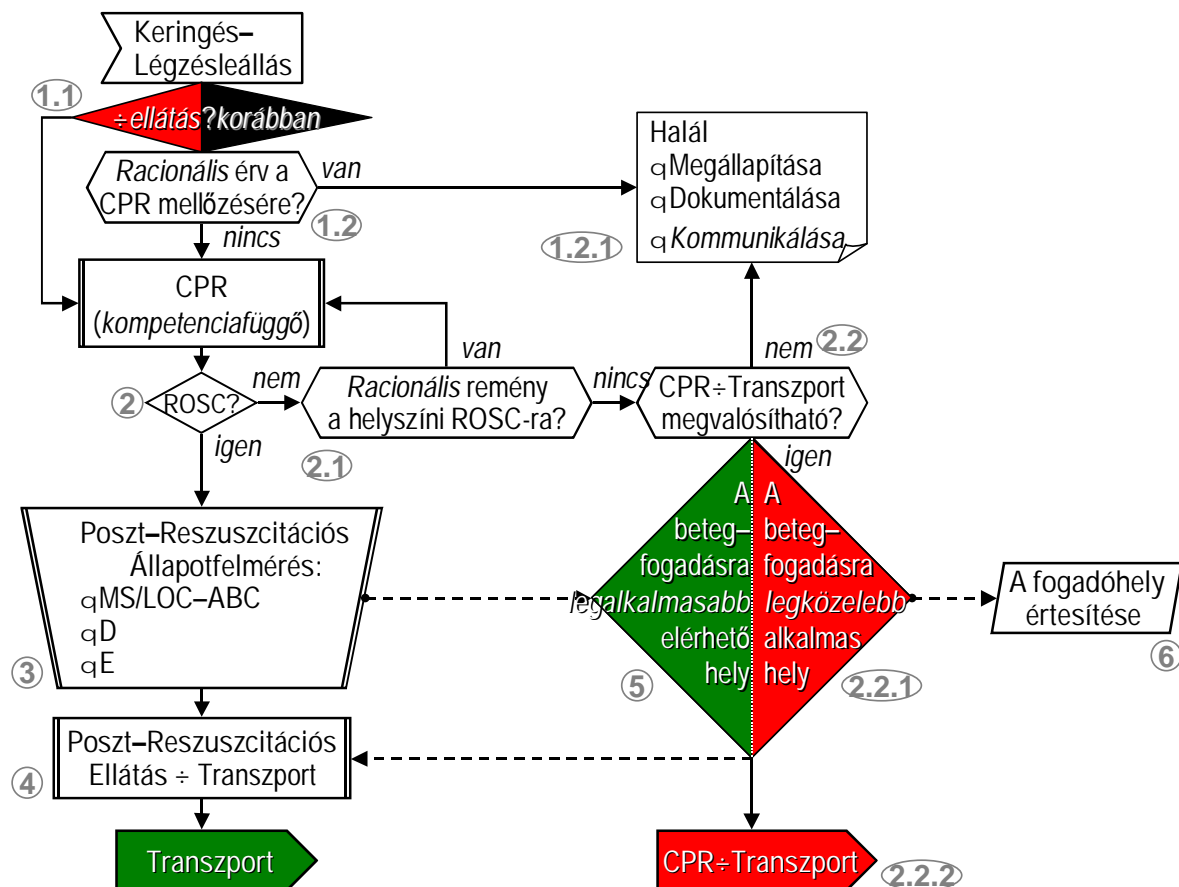 Keringés–
Légzésleállás
1.1
÷ellátás?korábban
Racionális érv a
CPR mellőzésére?
van
1.2
nincs
Halál
qMegállapítása
qDokumentálása
qKommunikálása
1.2.1
CPR
(kompetenciafüggő)
van
nem
2.2
2
ROSC?
nem
Racionális remény
a helyszíni ROSC-ra?
nincs
CPR÷Transzport
megvalósítható?
igen
2.1
igen
Poszt–Reszuszcitációs
Állapotfelmérés:
qMS/LOC–ABC
qD
qE
3
A
beteg–
fogadásra
legalkalmasabb
elérhető
hely
5
A
beteg–
fogadásra
legközelebb
alkalmas
hely
2.2.1
A fogadóhely
értesítése
6
Poszt–Reszuszcitációs
Ellátás ÷ Transzport
4
Transzport
CPR÷Transzport
2.2.2